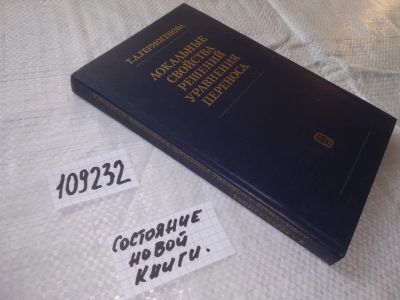 Т.А.ГЕРМОГЕНОВА
ЛОКАЛЬНЫЕ
СВОЙСТВА
РЕШЕНИЙ
УРАВНЕНИЯ
ПЕРЕНОСА
109232
СОСТОЯНИЕ
НОВОЙ
КНИГИ.